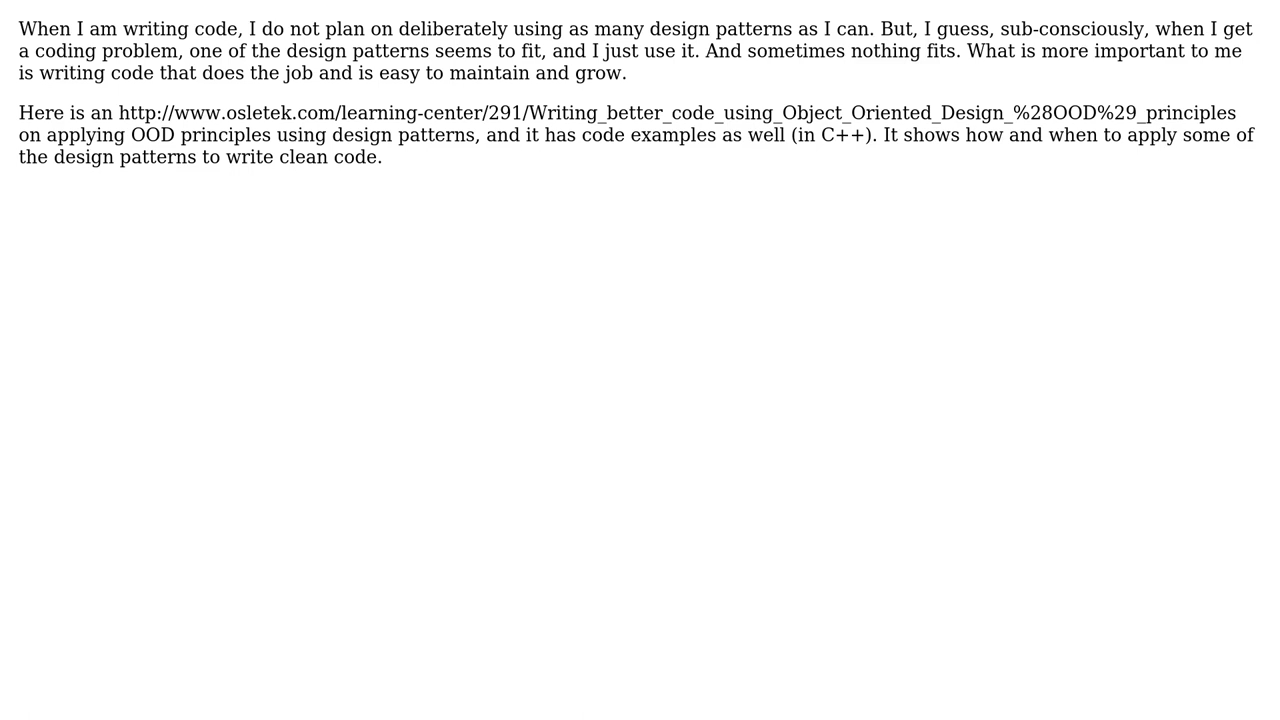 When I am writing code, I do not plan on deliberately using as many design patterns as I can. But, I guess, sub-consciously, when I get
a coding problem, one of the design patterns seems to fit, and I just use it. And sometimes nothing fits. What is more important to me
is writing code that does the job and is easy to maintain and grow.
Here is an http://www.osletek.com/learning-center/291/Writing_better_code_using_Object_Oriented_Design_%28OOD%29_principles
on applying OOD principles using design patterns, and it has code examples as well (in C++). It shows how and when to apply some of
the design patterns to write clean code.